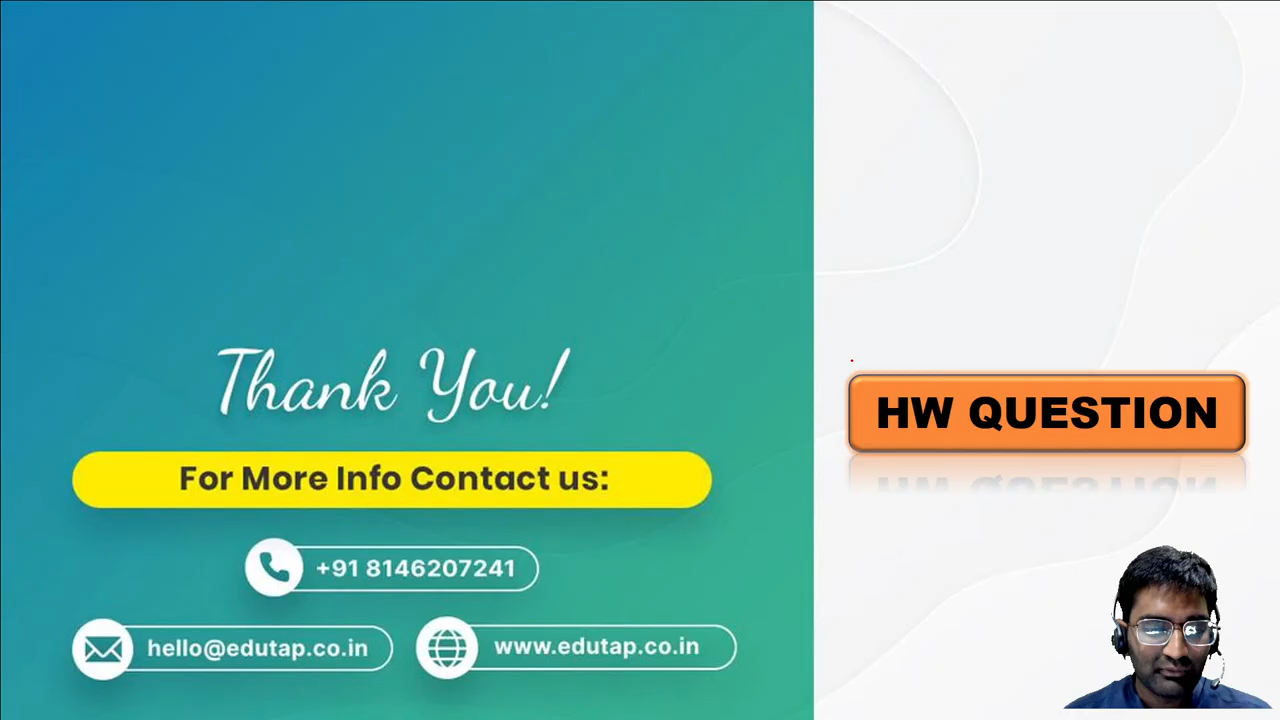 Thank You!
For More Info Contact us:
+91 8146207241
hello@edutap.co.in
www.edutap.co.in
HW QUESTION